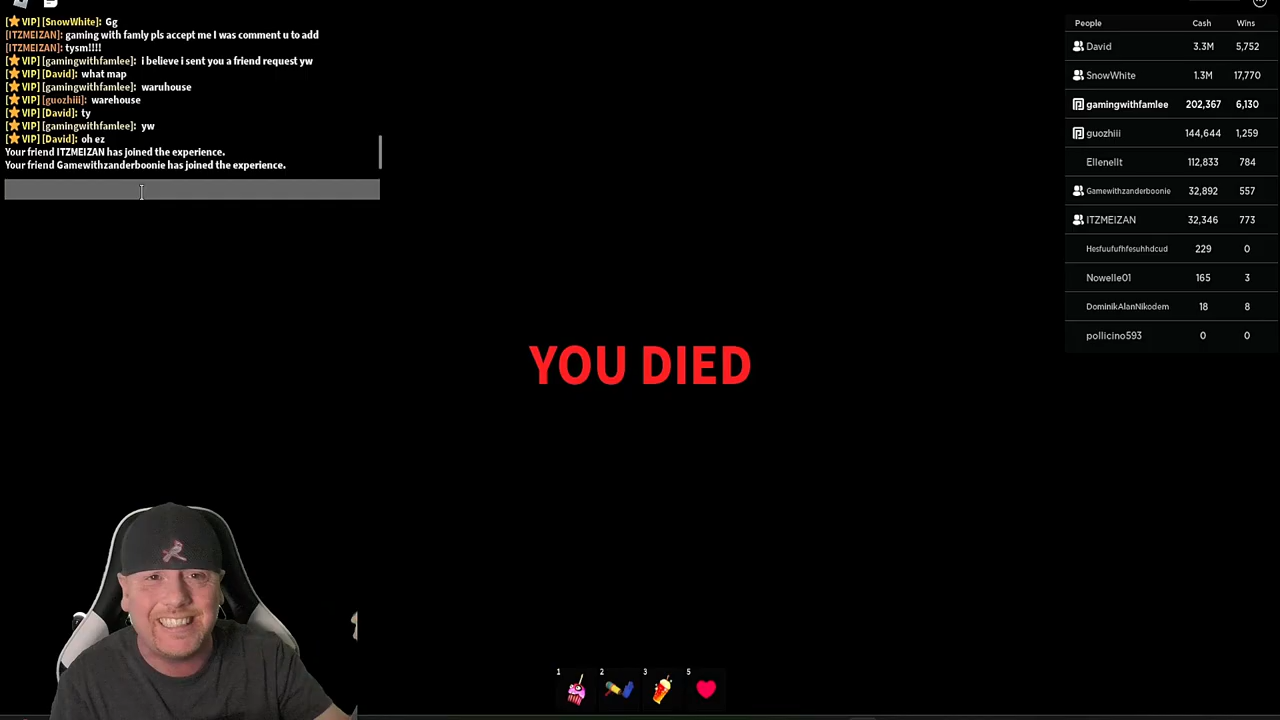 [⭐ VIP] [SnowWhite]: Gg
[ITZMEIZAN]: gaming with famly pls accept me I was comment u to add
[ITZMEIZAN]: tysm!!!!
[⭐ VIP] [gamingwithfamlee]: i believe i sent you a friend request yw
[⭐ VIP] [David]: what map
[⭐ VIP] [gamingwithfamlee]: waruhouse
[⭐ VIP] [guozhiii]: warehouse
[⭐ VIP] [David]: ty
[⭐ VIP] [gamingwithfamlee]: yw
[⭐ VIP] [David]: oh ez
Your friend ITZMEIZAN has joined the experience.
Your friend Gamewithzanderboonie has joined the experience.
People Cash Wins
David 3.3M 5,752
SnowWhite 1.3M 17,770
gamingwithfamlee 202,367 6,130
guozhiii 144,644 1,259
Ellenellt 112,833 784
Gamewithzanderboonie 32,892 557
ITZMEIZAN 32,346 773
Hesfuufufhfesuhhdcud 229 0
Nowelle01 165 3
DominikAlanNikodem 18 8
pollicino593 0 0
YOU DIED
1 2 3 5